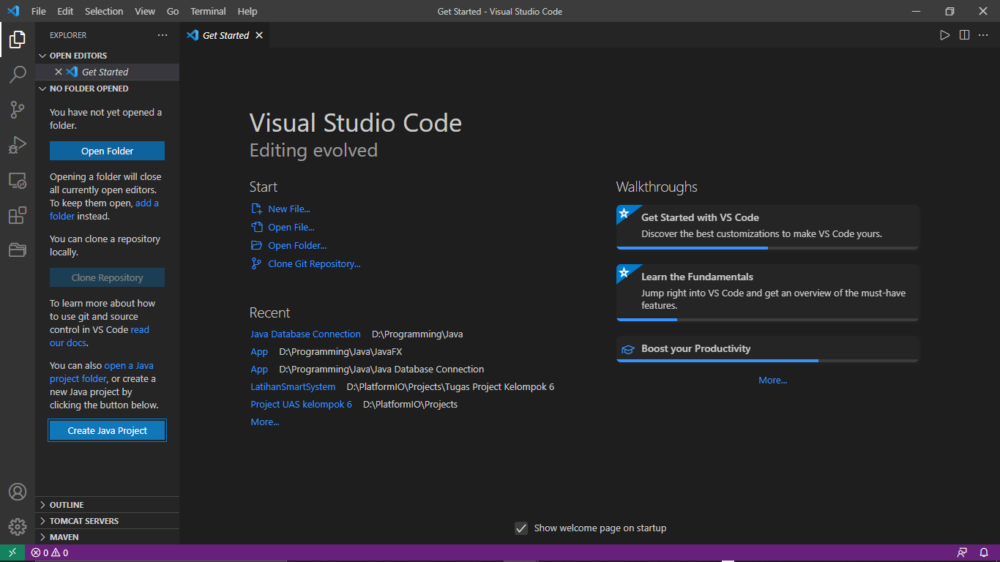 File Edit Selection View Go Terminal Help
Get Started - Visual Studio Code
EXPLORER
OPEN EDITORS
Get Started
NO FOLDER OPENED
You have not yet opened a
folder.
Open Folder
Opening a folder will close
all currently open editors.
To keep them open, add a
folder instead.
You can clone a repository
locally.
Clone Repository
To learn more about how
to use git and source
control in VS Code read
our docs.
You can also open a Java
project folder, or create a
new Java project by
clicking the button below.
Create Java Project
OUTLINE
TOMCAT SERVERS
MAVEN
Get Started
Visual Studio Code
Editing evolved
Start
New File...
Open File...
Open Folder...
Clone Git Repository...
Recent
Java Database Connection D:\Programming\Java
App D:\Programming\Java\JavaFX
App D:\Programming\Java\Java Database Connection
LatihanSmartSystem D:\PlatformIO\Projects\Tugas Project Kelompok 6
Project UAS kelompok 6 D:\PlatformIO\Projects
More...
Walkthroughs
Get Started with VS Code
Discover the best customizations to make VS Code yours.
Learn the Fundamentals
Jump right into VS Code and get an overview of the must-have
features.
Boost your Productivity
More...
Show welcome page on startup
0 0